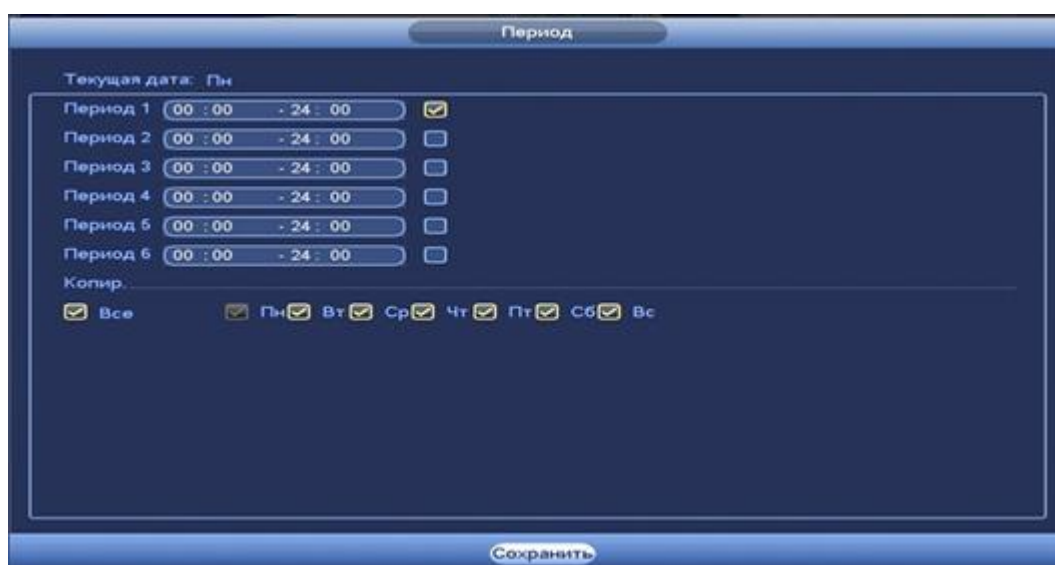 Период
Текущая дата: Пн
Период 1 00 : 00 - 24 : 00
Период 2 00 : 00 - 24 : 00
Период 3 00 : 00 - 24 : 00
Период 4 00 : 00 - 24 : 00
Период 5 00 : 00 - 24 : 00
Период 6 00 : 00 - 24 : 00
Копир.
Все Пн Вт Ср Чт Пт Сб Вс
Сохранить